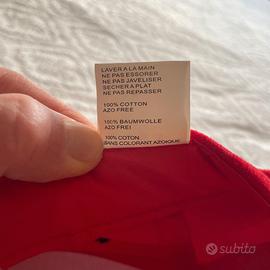 LAVER A LA MAIN
NE PAS ESSORER
NE PAS JAVELISER
SECHER A PLAT
NE PAS REPASSER
100% COTTON
AZO FREE
100% BAUMWOLLE
AZO FREI
100% COTON
SANS COLORANT AZOIQUE
subito